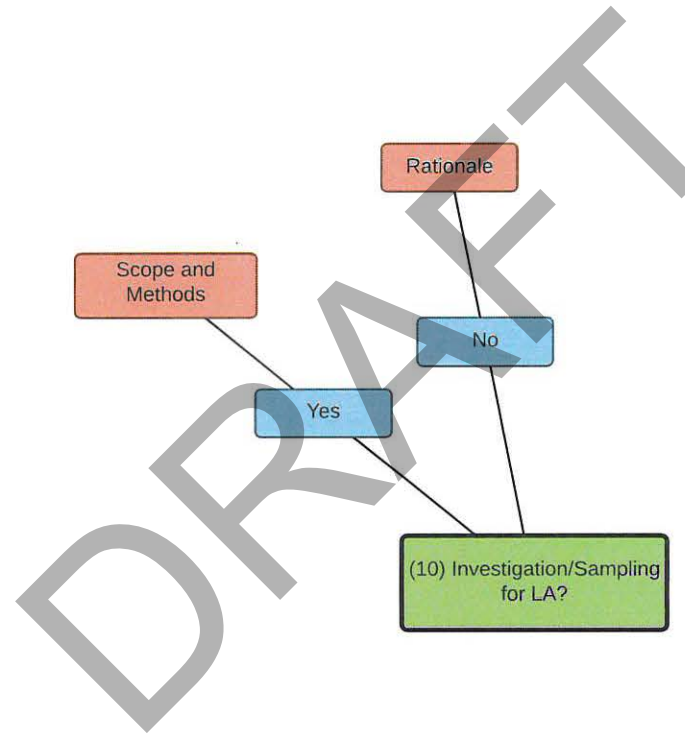 Rationale
Scope and
Methods
No
Yes
(10) Investigation/Sampling
for LA?
DRAFT